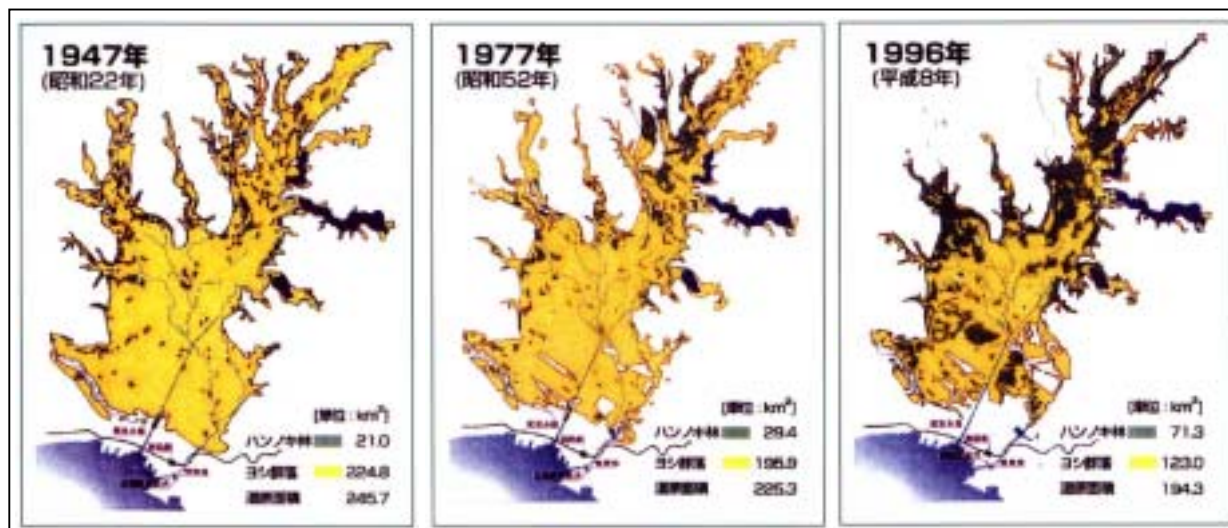 1947年
(昭和22年)
[単位：km²]
ハンノキ林 21.0
ヨシ群落 224.8
湿原面積 245.7
1977年
(昭和52年)
[単位：km²]
ハンノキ林 29.4
ヨシ群落 195.9
湿原面積 225.3
1996年
(平成8年)
[単位：km²]
ハンノキ林 71.3
ヨシ群落 123.0
湿原面積 194.3